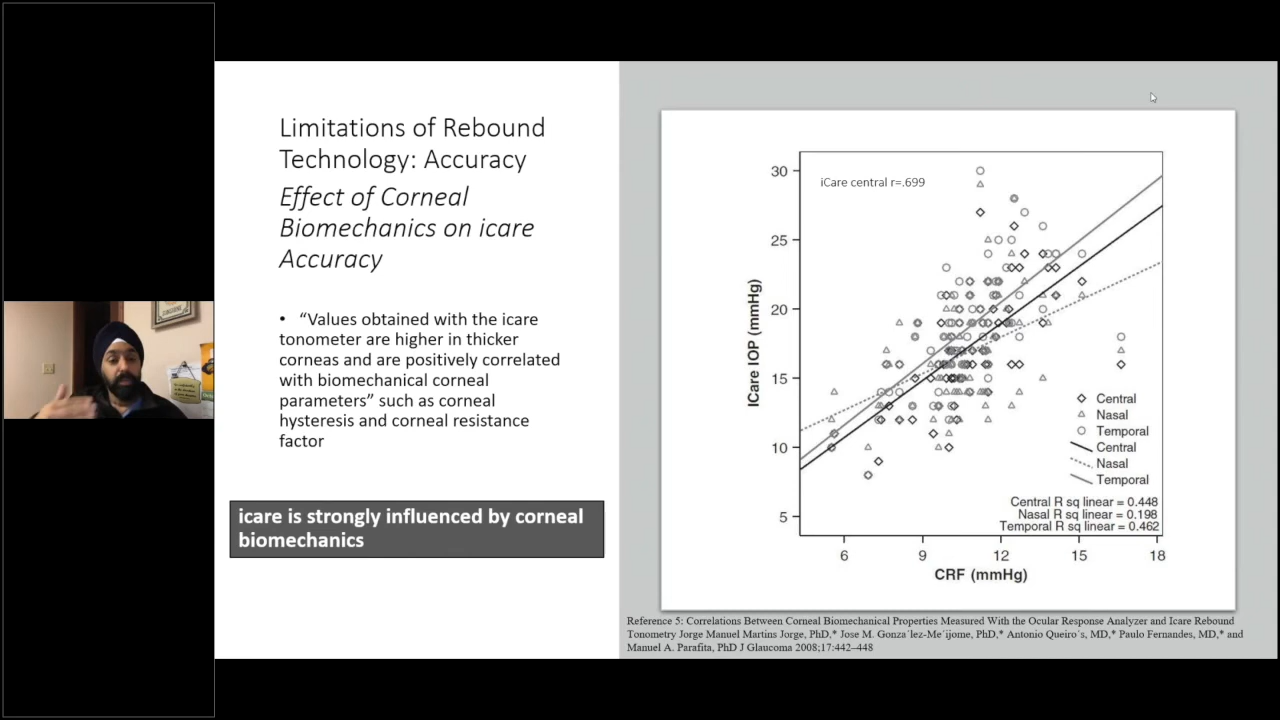 Limitations of Rebound
Technology: Accuracy
Effect of Corneal
Biomechanics on icare
Accuracy
• “Values obtained with the icare
tonometer are higher in thicker
corneas and are positively correlated
with biomechanical corneal
parameters” such as corneal
hysteresis and corneal resistance
factor
icare is strongly influenced by corneal
biomechanics
iCare central r=.699
30
25
20
15
10
5
ICare IOP (mmHg)
Central
Nasal
Temporal
Central
Nasal
Temporal
Central R sq linear = 0.448
Nasal R sq linear = 0.198
Temporal R sq linear = 0.462
6 9 12 15 18
CRF (mmHg)
Reference 5: Correlations Between Corneal Biomechanical Properties Measured With the Ocular Response Analyzer and Icare Rebound
Tonometry Jorge Manuel Martins Jorge, PhD,* Jose M. Gonza´lez-Me´ijome, PhD,* Antonio Queiro´s, MD,* Paulo Fernandes, MD,* and
Manuel A. Parafita, PhD J Glaucoma 2008;17:442–448